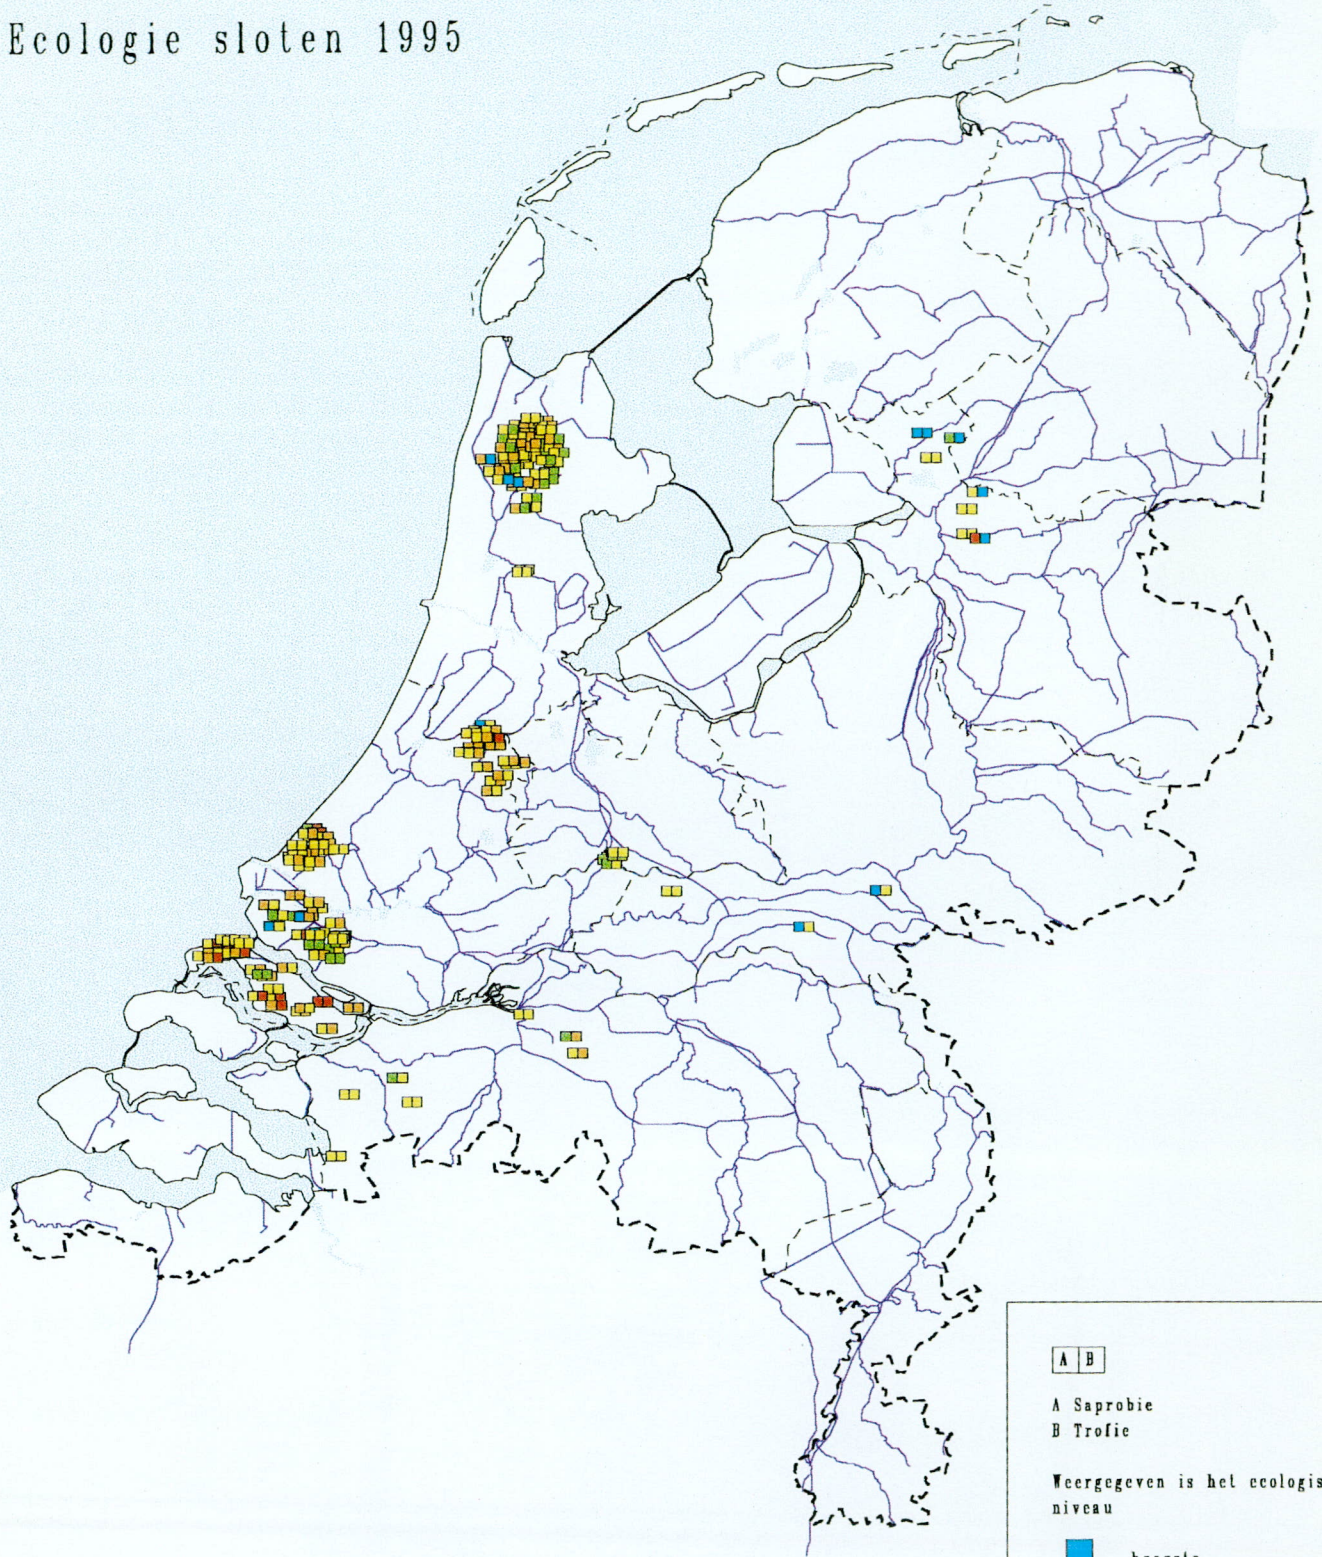 Ecologie sloten 1995
A B
A Saprobie
B Trofie
Weergegeven is het ecologis
niveau